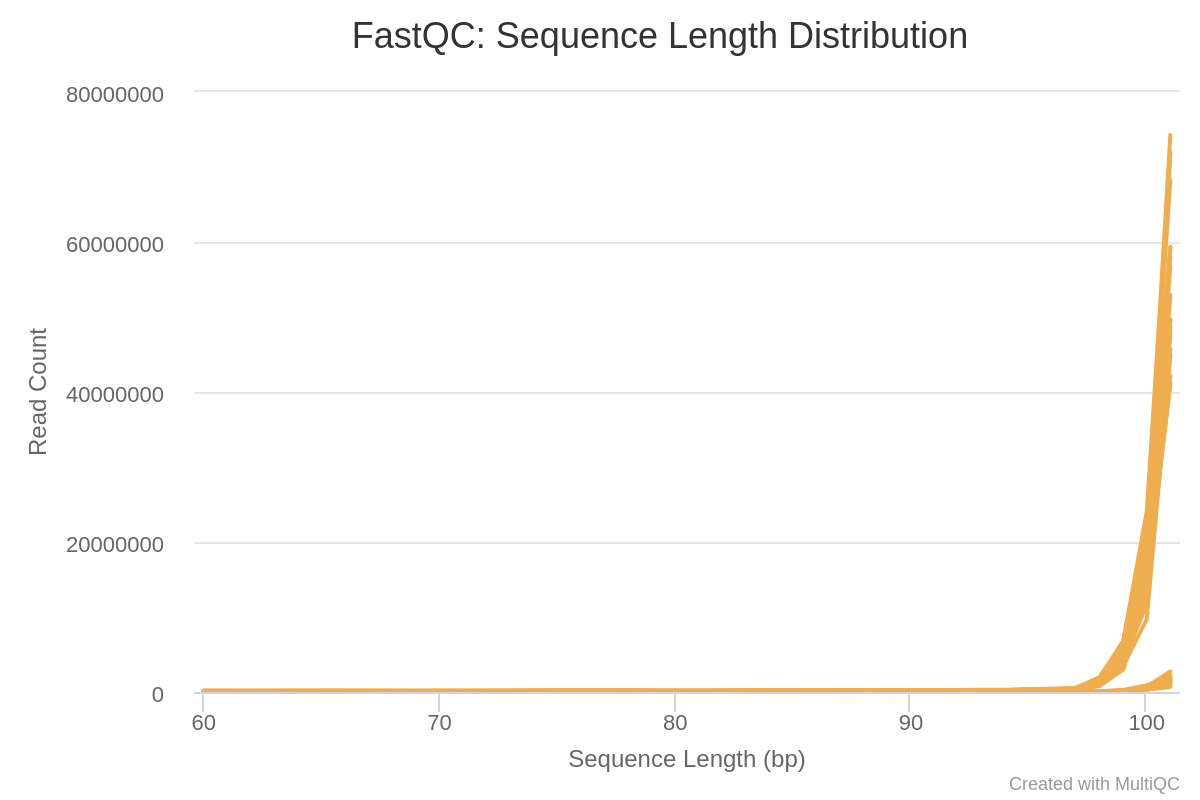 FastQC: Sequence Length Distribution
80000000
60000000
40000000
20000000
0
Read Count
60 70 80 90 100
Sequence Length (bp)
Created with MultiQC